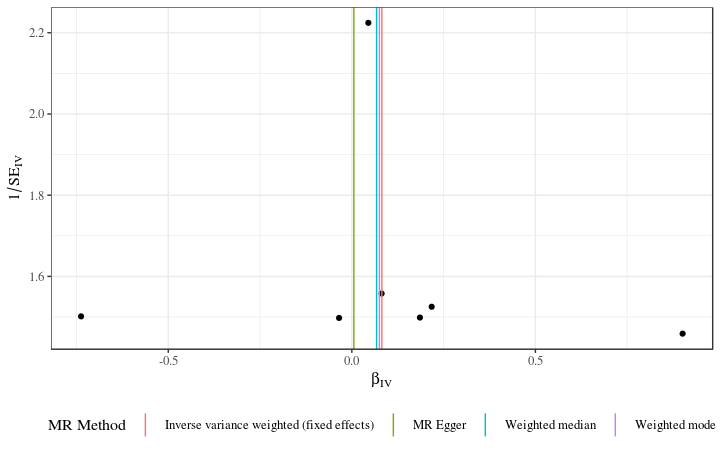 2.2
2.0
1.8
1.6
1/SE_IV
-0.5 0.0 0.5
β_IV
MR Method Inverse variance weighted (fixed effects) MR Egger Weighted median Weighted mode